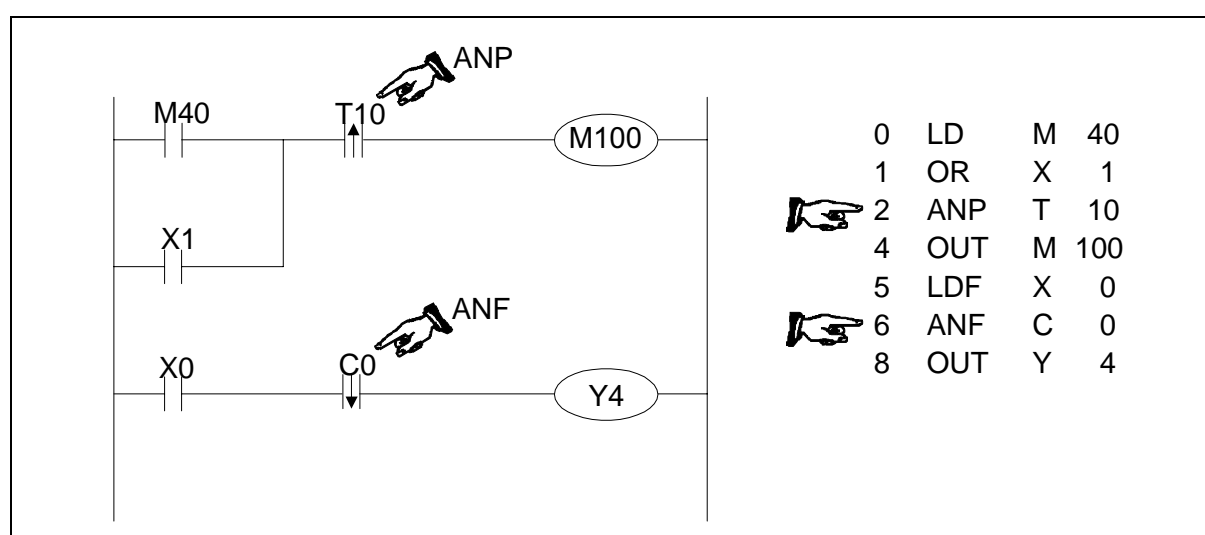 ANP
M40
T10
M100
X1
ANF
X0
C0
Y4
0 LD M 40
1 OR X 1
2 ANP T 10
4 OUT M 100
5 LDF X 0
6 ANF C 0
8 OUT Y 4